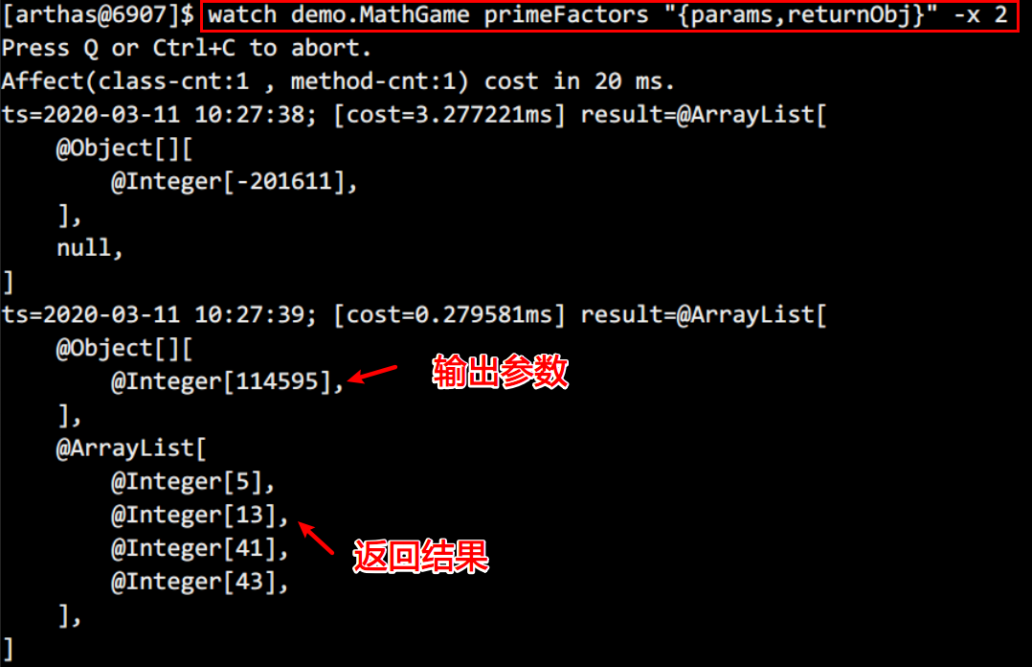 [arthas@6907]$ watch demo.MathGame primeFactors "{params,returnObj}" -x 2
Press Q or Ctrl+C to abort.
Affect(class-cnt:1 , method-cnt:1) cost in 20 ms.
ts=2020-03-11 10:27:38; [cost=3.277221ms] result=@ArrayList[
    @Object[][
        @Integer[-201611],
    ],
    null,
]
ts=2020-03-11 10:27:39; [cost=0.279581ms] result=@ArrayList[
    @Object[][
        @Integer[114595], 输出参数
    ],
    @ArrayList[
        @Integer[5],
        @Integer[13],
        @Integer[41], 返回结果
        @Integer[43],
    ],
]